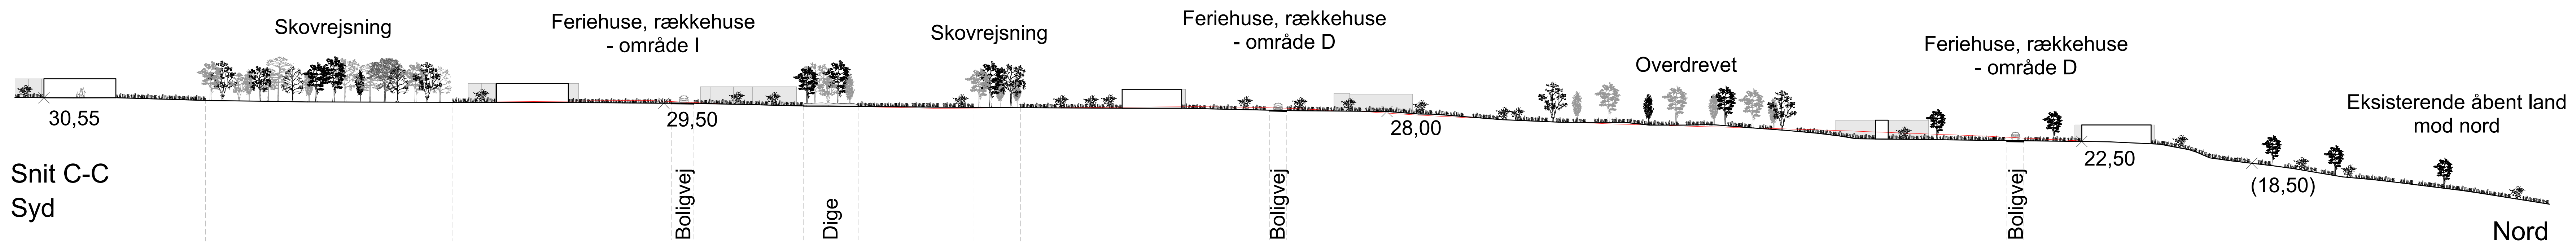 Skovrejsning
Feriehuse, rækkehuse
- område I
Skovrejsning
Feriehuse, rækkehuse
- område D
Overdrevet
Feriehuse, rækkehuse
- område D
Eksisterende åbent land
mod nord
30,55
29,50
28,00
22,50
(18,50)
Snit C-C
Syd
Boligvej
Dige
Boligvej
Boligvej
Nord